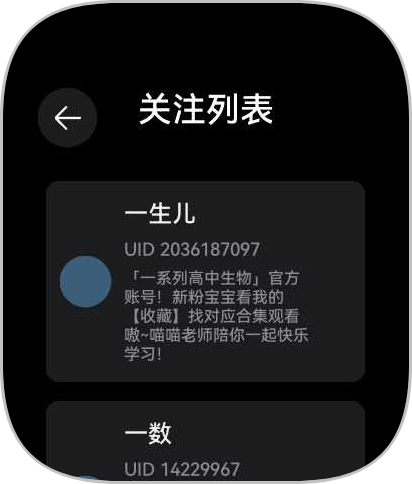 关注列表
一生儿
UID 2036187097
「一系列高中生物」官方
账号！新粉宝宝看我的
【收藏】找对应合集观看
嗷~喵喵老师陪你一起快乐
学习！
一数
UID 14229967